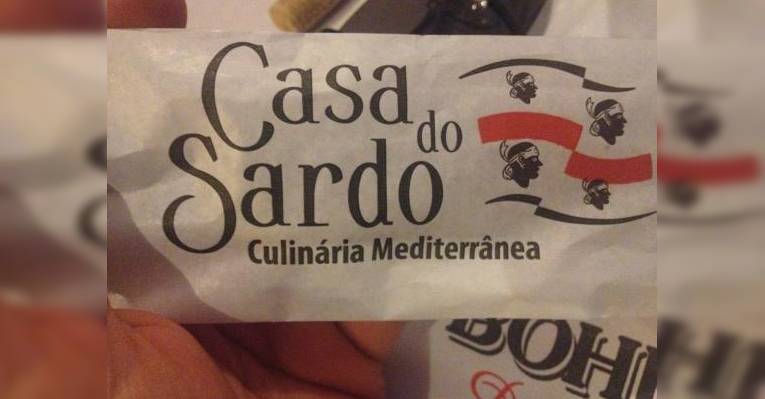 Casa
do
Sardo
Culinária Mediterrânea